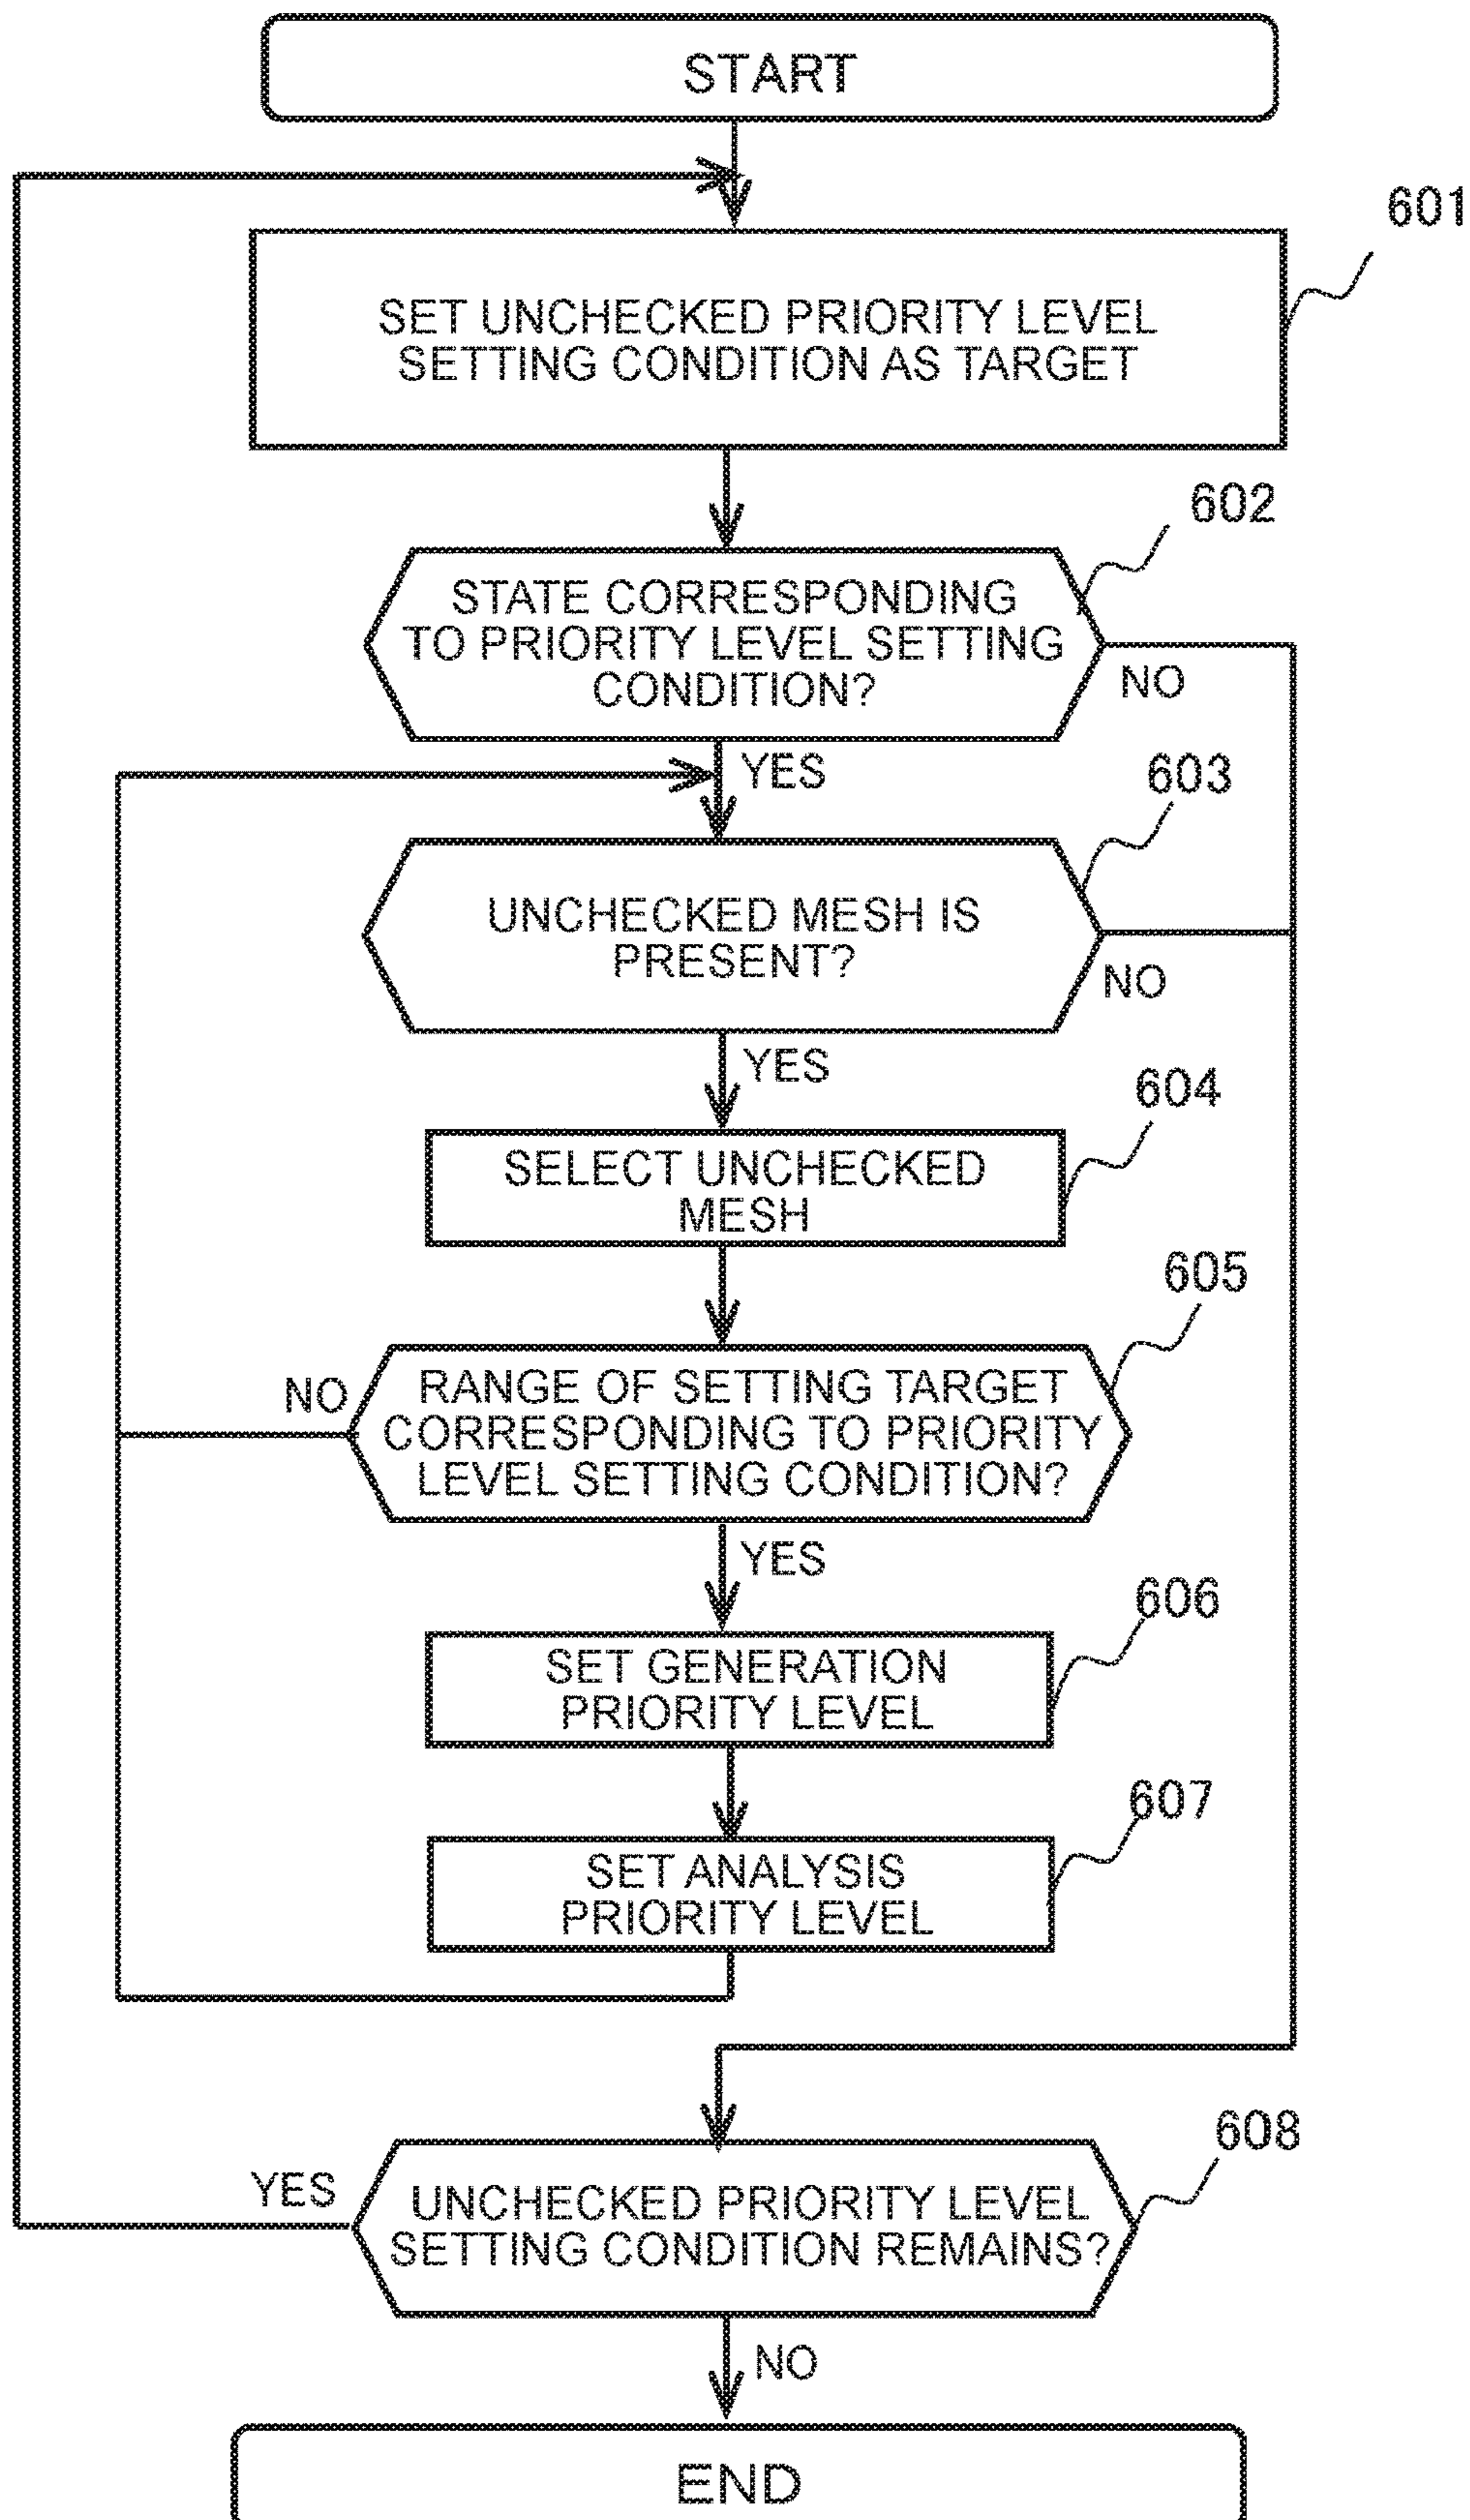 START
601
SET UNCHECKED PRIORITY LEVEL
SETTING CONDITION AS TARGET
602
STATE CORRESPONDING
TO PRIORITY LEVEL SETTING
CONDITION?
NO
YES
603
UNCHECKED MESH IS
PRESENT?
NO
YES
604
SELECT UNCHECKED
MESH
605
NO
RANGE OF SETTING TARGET
CORRESPONDING TO PRIORITY
LEVEL SETTING CONDITION?
YES
606
SET GENERATION
PRIORITY LEVEL
607
SET ANALYSIS
PRIORITY LEVEL
608
YES
UNCHECKED PRIORITY LEVEL
SETTING CONDITION REMAINS?
NO
END